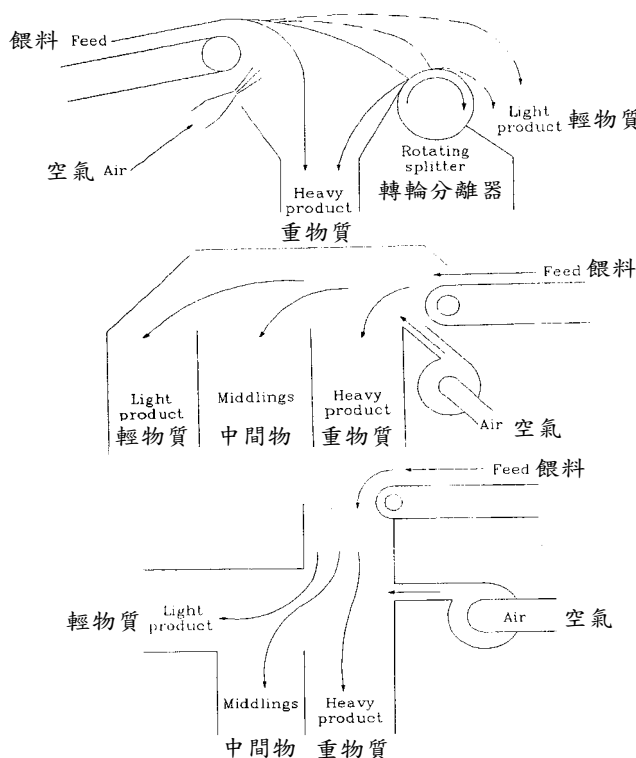 餵料 Feed
Light
product 輕物質
空氣 Air
Rotating
splitter
轉輪分離器
Heavy
product
重物質
Feed 餵料
Light
product
輕物質
Middlings
中間物
Heavy
product
重物質
Air 空氣
Feed 餵料
輕物質 Light
product
Air 空氣
Middlings
中間物
Heavy
product
重物質